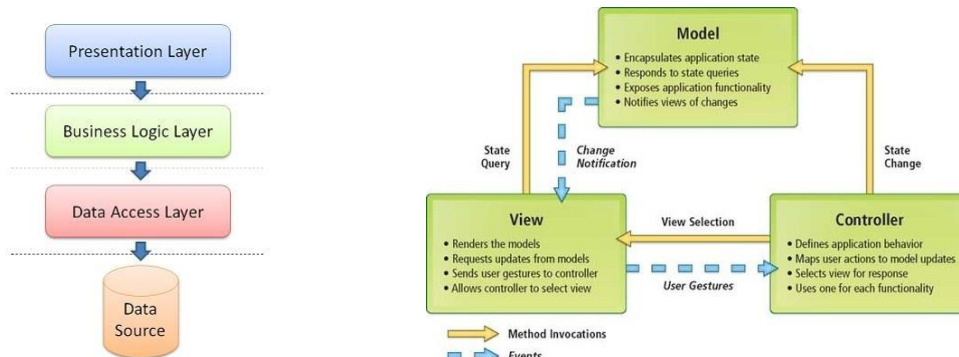 Presentation Layer
Business Logic Layer
Data Access Layer
Data
Source
Model
• Encapsulates application state
• Responds to state queries
• Exposes application functionality
• Notifies views of changes
State
Query
Change
Notification
State
Change
View
• Renders the models
• Requests updates from models
• Sends user gestures to controller
• Allows controller to select view
View Selection
User Gestures
Controller
• Defines application behavior
• Maps user actions to model updates
• Selects view for response
• Uses one for each functionality
Method Invocations
Events